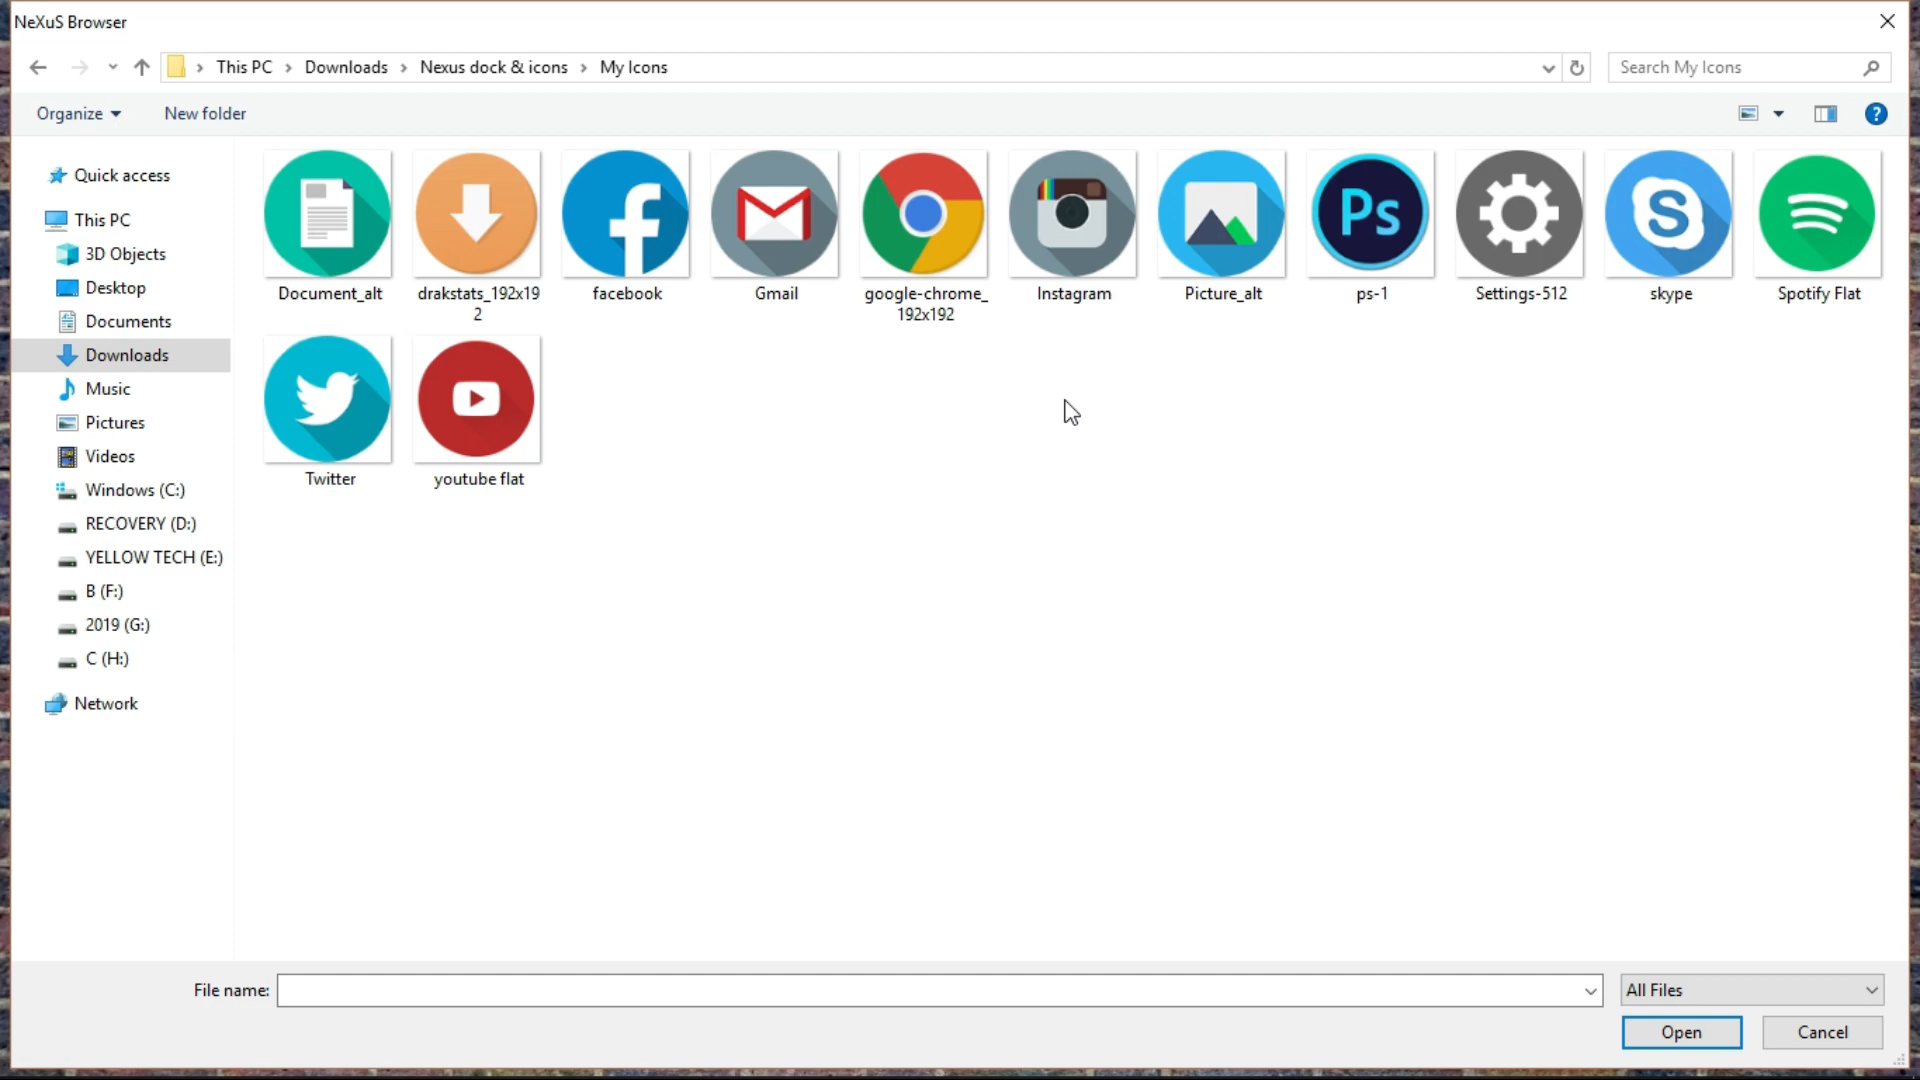 NeXuS Browser
This PC
Downloads
Nexus dock & icons
My Icons
Search My Icons
Organize
New folder
?
Quick access
This PC
3D Objects
Desktop
Documents
Downloads
Music
Pictures
Videos
Windows (C:)
RECOVERY (D:)
YELLOW TECH (E:)
B (F:)
2019 (G:)
C (H:)
Network
Ps
Document_alt
drakstats_192x19
2
facebook
Gmail
google-chrome_
192x192
Instagram
Picture_alt
ps-1
Settings-512
skype
Spotify Flat
Twitter
youtube flat
File name:
All Files
Open
Cancel